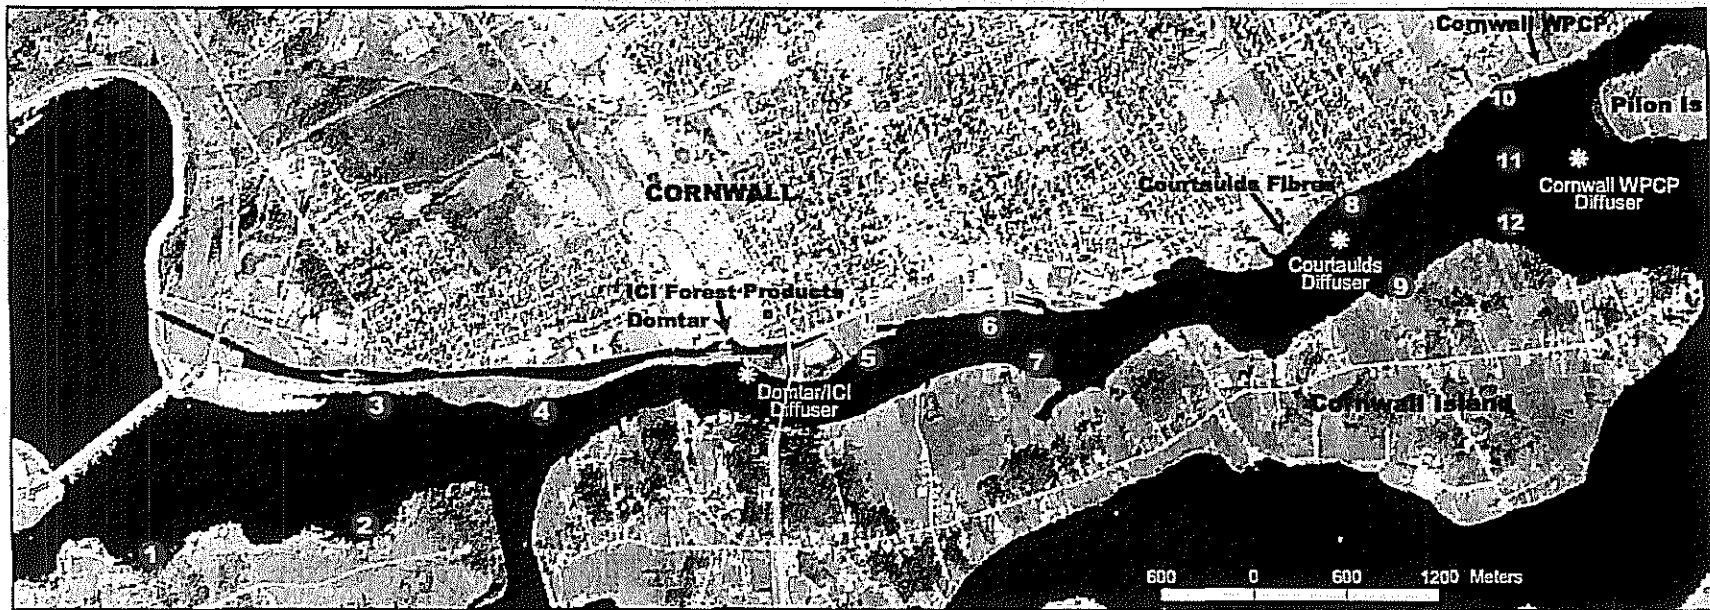 Cornwall WPCP
10
Pilon Is
11
CORNWALL
Courtaulds Fibres
Cornwall WPCP
Diffuser
8
12
Courtaulds
Diffuser
9
ICI Forest Products
Domtar
6
5
7
Domtar/ICI
Diffuser
3
4
Cornwall Island
2
1
600 0 600 1200 Meters